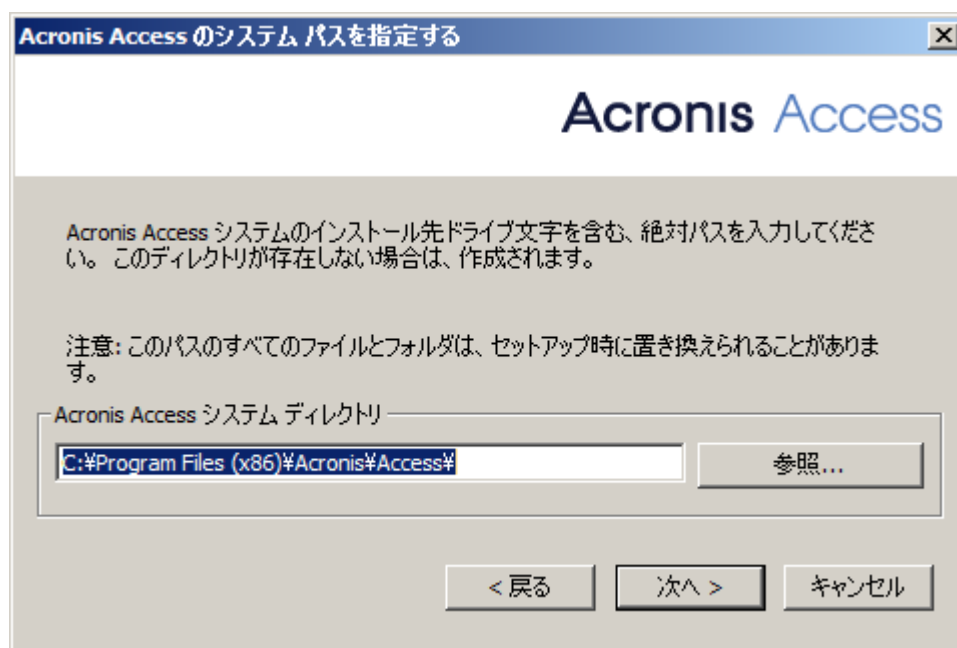 Acronis Access のシステム パスを指定する
Acronis Access
Acronis Access システムのインストール先ドライブ文字を含む、絶対パスを入力してくださ
い。 このディレクトリが存在しない場合は、作成されます。
注意: このパスのすべてのファイルとフォルダは、セットアップ時に置き換えられることがありま
す。
Acronis Access システム ディレクトリ
C:¥Program Files (x86)¥Acronis¥Access¥
参照...
< 戻る
次へ >
キャンセル